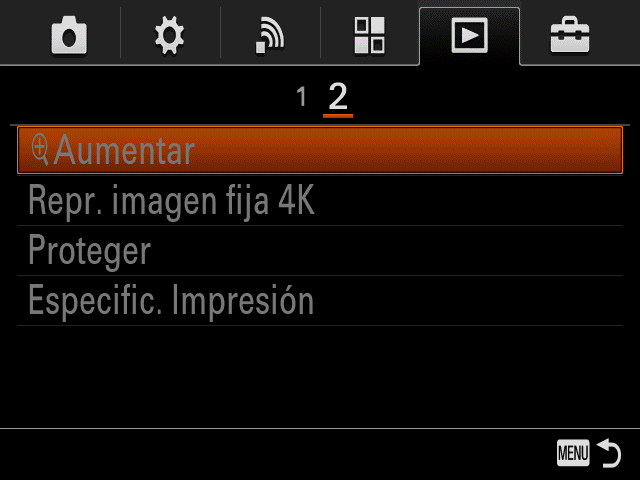 1 2
Aumentar
Repr. imagen fija 4K
Proteger
Especific. Impresión
MENU